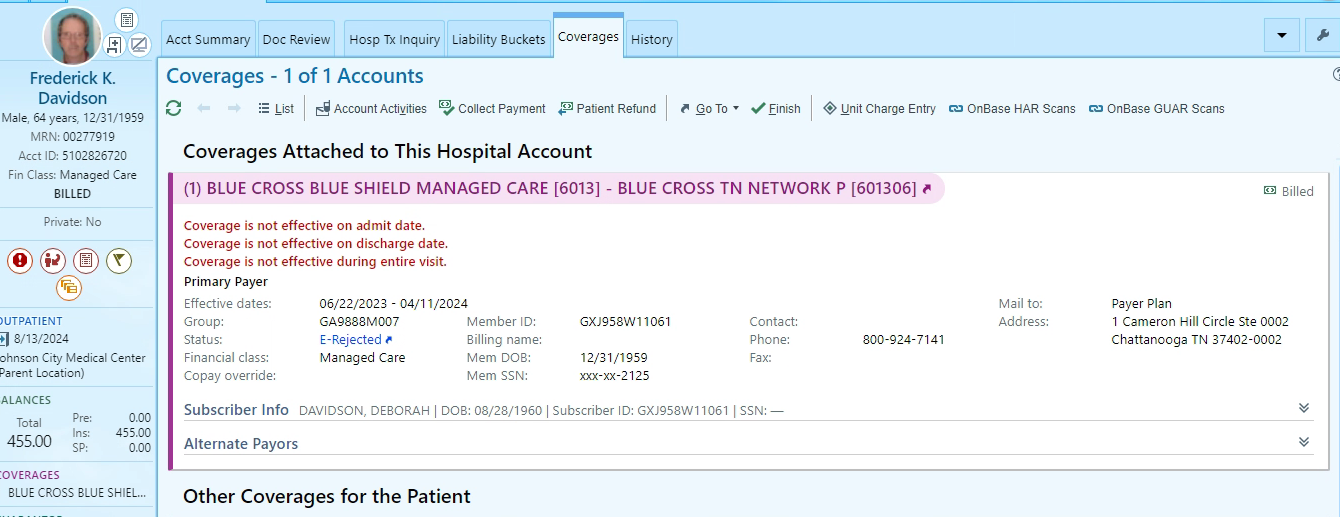 Frederick K.
Davidson
Male, 64 years, 12/31/1959
MRN: 00277919
Acct ID: 5102826720
Fin Class: Managed Care
BILLED
Private: No
OUTPATIENT
8/13/2024
ohnson City Medical Center
Parent Location)
ALANCES
Total
455.00
Pre: 0.00
Ins: 455.00
SP: 0.00
COVERAGES
BLUE CROSS BLUE SHIEL...
Acct Summary
Doc Review
Hosp Tx Inquiry
Liability Buckets
Coverages
History
Coverages - 1 of 1 Accounts
List
Account Activities
Collect Payment
Patient Refund
Go To
Finish
Unit Charge Entry
OnBase HAR Scans
OnBase GUAR Scans
Coverages Attached to This Hospital Account
(1) BLUE CROSS BLUE SHIELD MANAGED CARE [6013] - BLUE CROSS TN NETWORK P [601306]
Billed
Coverage is not effective on admit date.
Coverage is not effective on discharge date.
Coverage is not effective during entire visit.
Primary Payer
Effective dates: 06/22/2023 - 04/11/2024 Mail to: Payer Plan
Group: GA9888M007 Member ID: GXJ958W11061 Contact: Address: 1 Cameron Hill Circle Ste 0002
Status: E-Rejected Billing name: Phone: 800-924-7141 Chattanooga TN 37402-0002
Financial class: Managed Care Mem DOB: 12/31/1959 Fax:
Copay override: Mem SSN: xxx-xx-2125
Subscriber Info DAVIDSON, DEBORAH | DOB: 08/28/1960 | Subscriber ID: GXJ958W11061 | SSN: —
Alternate Payors
Other Coverages for the Patient